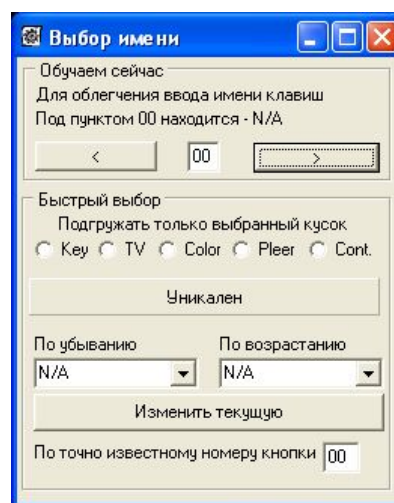 Выбор имени
Обучаем сейчас
Для облегчения ввода имени клавиш
Под пунктом 00 находится - N/A
< 00 >
Быстрый выбор
Подгружать только выбранный кусок
Key TV Color Pleer Cont.
Уникален
По убыванию По возрастанию
N/A N/A
Изменить текущую
По точно известному номеру кнопки 00